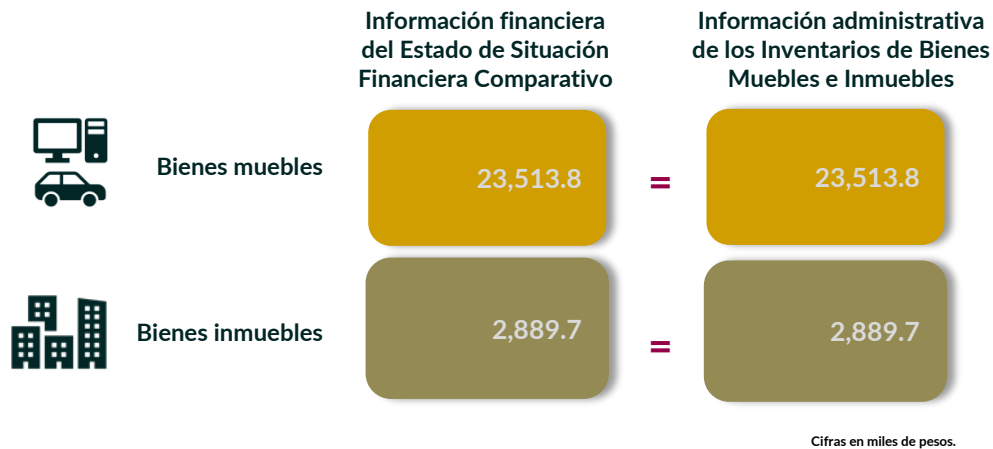 Información financiera
del Estado de Situación
Financiera Comparativo
Información administrativa
de los Inventarios de Bienes
Muebles e Inmuebles
Bienes muebles
23,513.8
=
23,513.8
Bienes inmuebles
2,889.7
=
2,889.7
Cifras en miles de pesos.